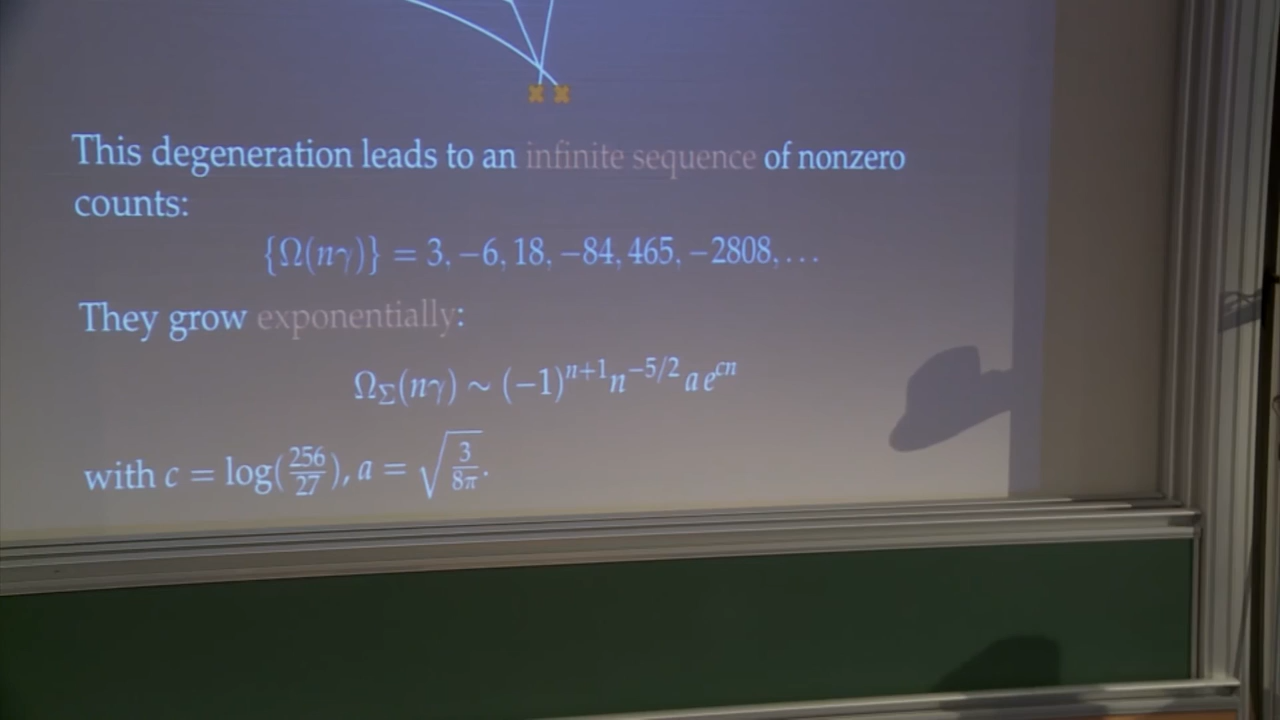 This degeneration leads to an infinite sequence of nonzero
counts:
{Ω(nγ)} = 3, −6, 18, −84, 465, −2808, …
They grow exponentially:
Ω_Σ(nγ) ∼ (−1)^{n+1} n^{−5/2} a e^{cn}
with c = log(256/27), a = √(3/8π).